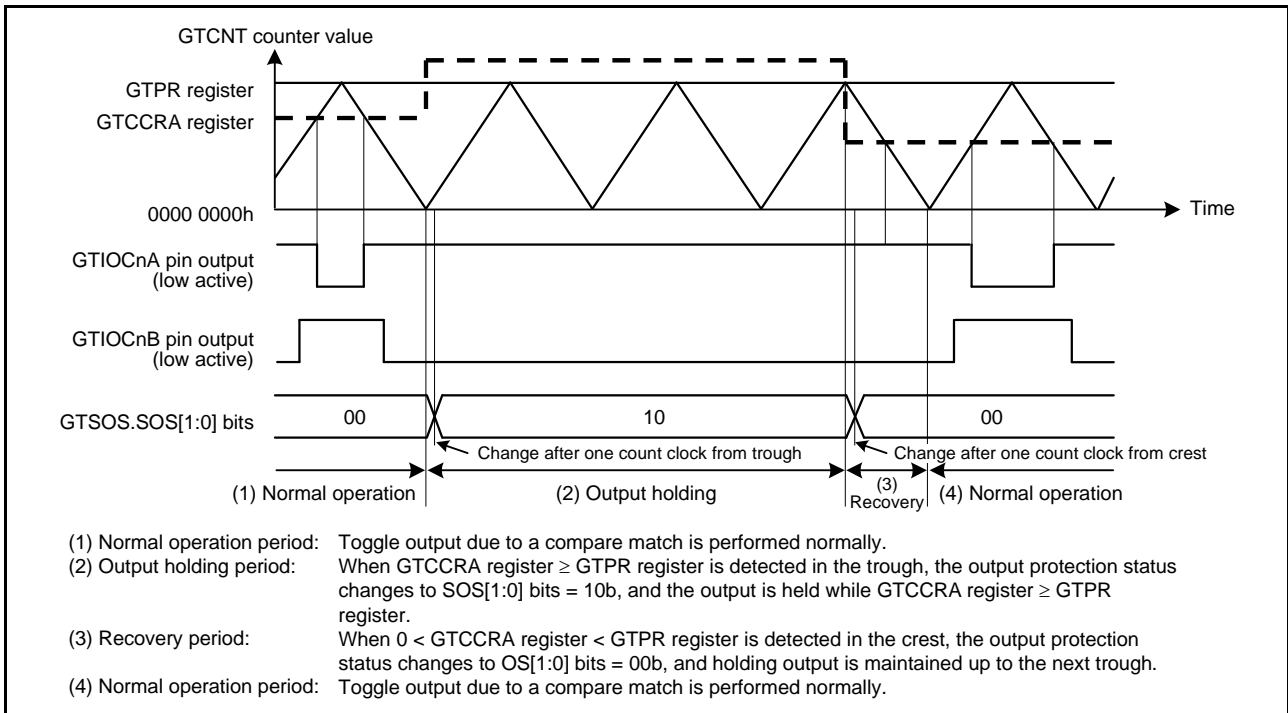 GTCNT counter value
GTPR register
GTCCRA register
0000 0000h
Time
GTIOCnA pin output
(low active)
GTIOCnB pin output
(low active)
GTSOS.SOS[1:0] bits
00
10
00
Change after one count clock from trough
Change after one count clock from crest
(1) Normal operation
(2) Output holding
(3)
Recovery
(4) Normal operation
(1) Normal operation period: Toggle output due to a compare match is performed normally.
(2) Output holding period: When GTCCRA register ≥ GTPR register is detected in the trough, the output protection status
changes to SOS[1:0] bits = 10b, and the output is held while GTCCRA register ≥ GTPR
register.
(3) Recovery period: When 0 < GTCCRA register < GTPR register is detected in the crest, the output protection
status changes to OS[1:0] bits = 00b, and holding output is maintained up to the next trough.
(4) Normal operation period: Toggle output due to a compare match is performed normally.